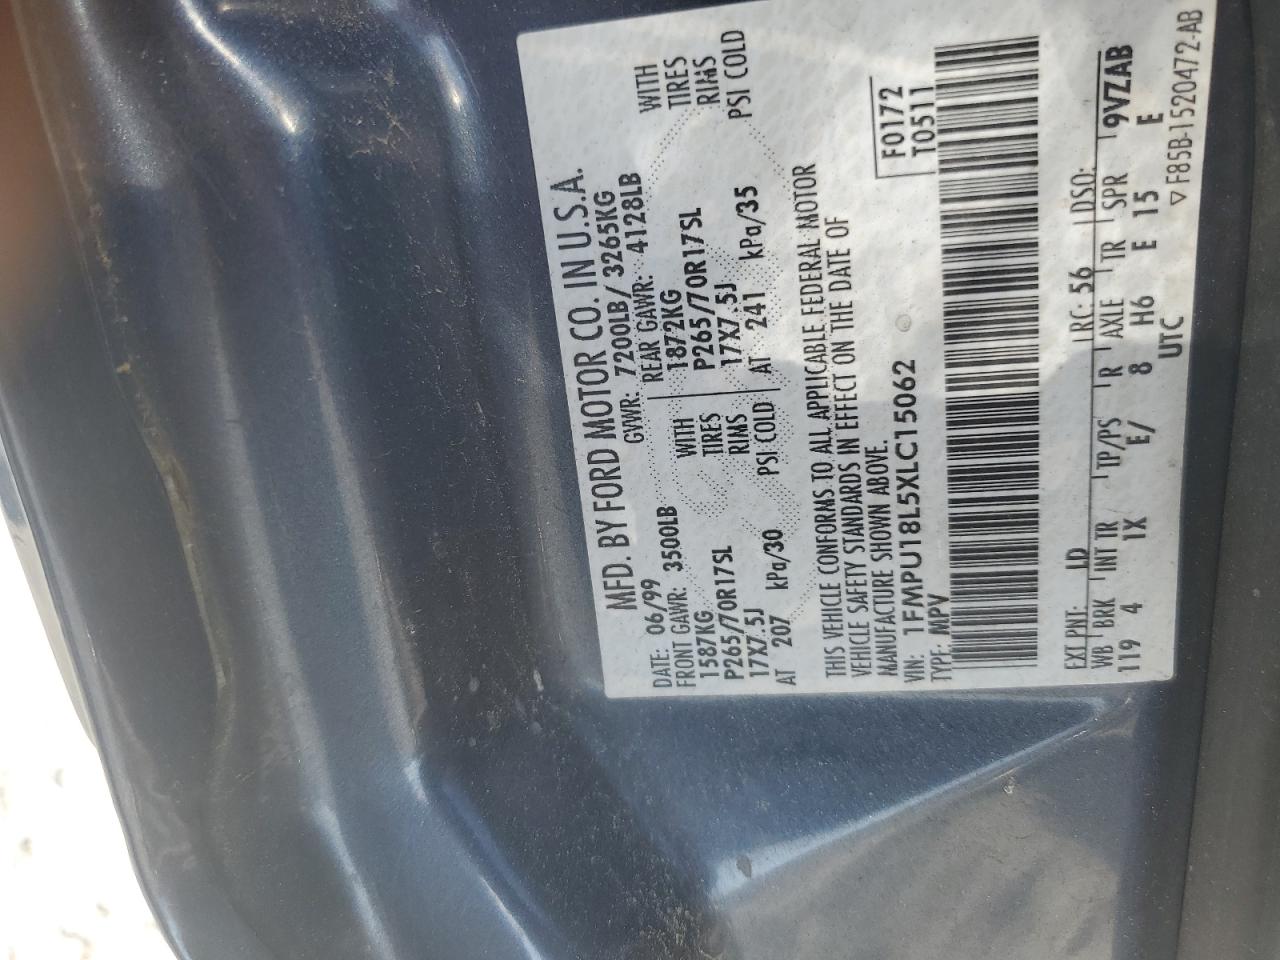 MFD. BY FORD MOTOR CO. IN U.S.A.
DATE: 06/99 GVWR: 7200LB/ 3265KG
FRONT GAWR: 3500LB REAR GAWR: 4128LB
1587KG WITH 1872KG WITH
P265/70R17SL TIRES P265/70R17SL TIRES
17X7.5J RIMS 17X7.5J RIMS
AT 207 kPa/30 PSI COLD AT 241 kPa/35 PSI COLD
THIS VEHICLE CONFORMS TO ALL APPLICABLE FEDERAL MOTOR
VEHICLE SAFETY STANDARDS IN EFFECT ON THE DATE OF
MANUFACTURE SHOWN ABOVE.
F0172
T0511
VIN: 1FMPU18L5XLC15062
TYPE: MPV
EXT PNT: LD RC: 56 DSO:
WB BRK INT TR TP/PS R AXLE TR SPR 9VZAB
119 4 1X E/ 8 H6 E 15 E
UTC
▽ F85B-1520472-AB